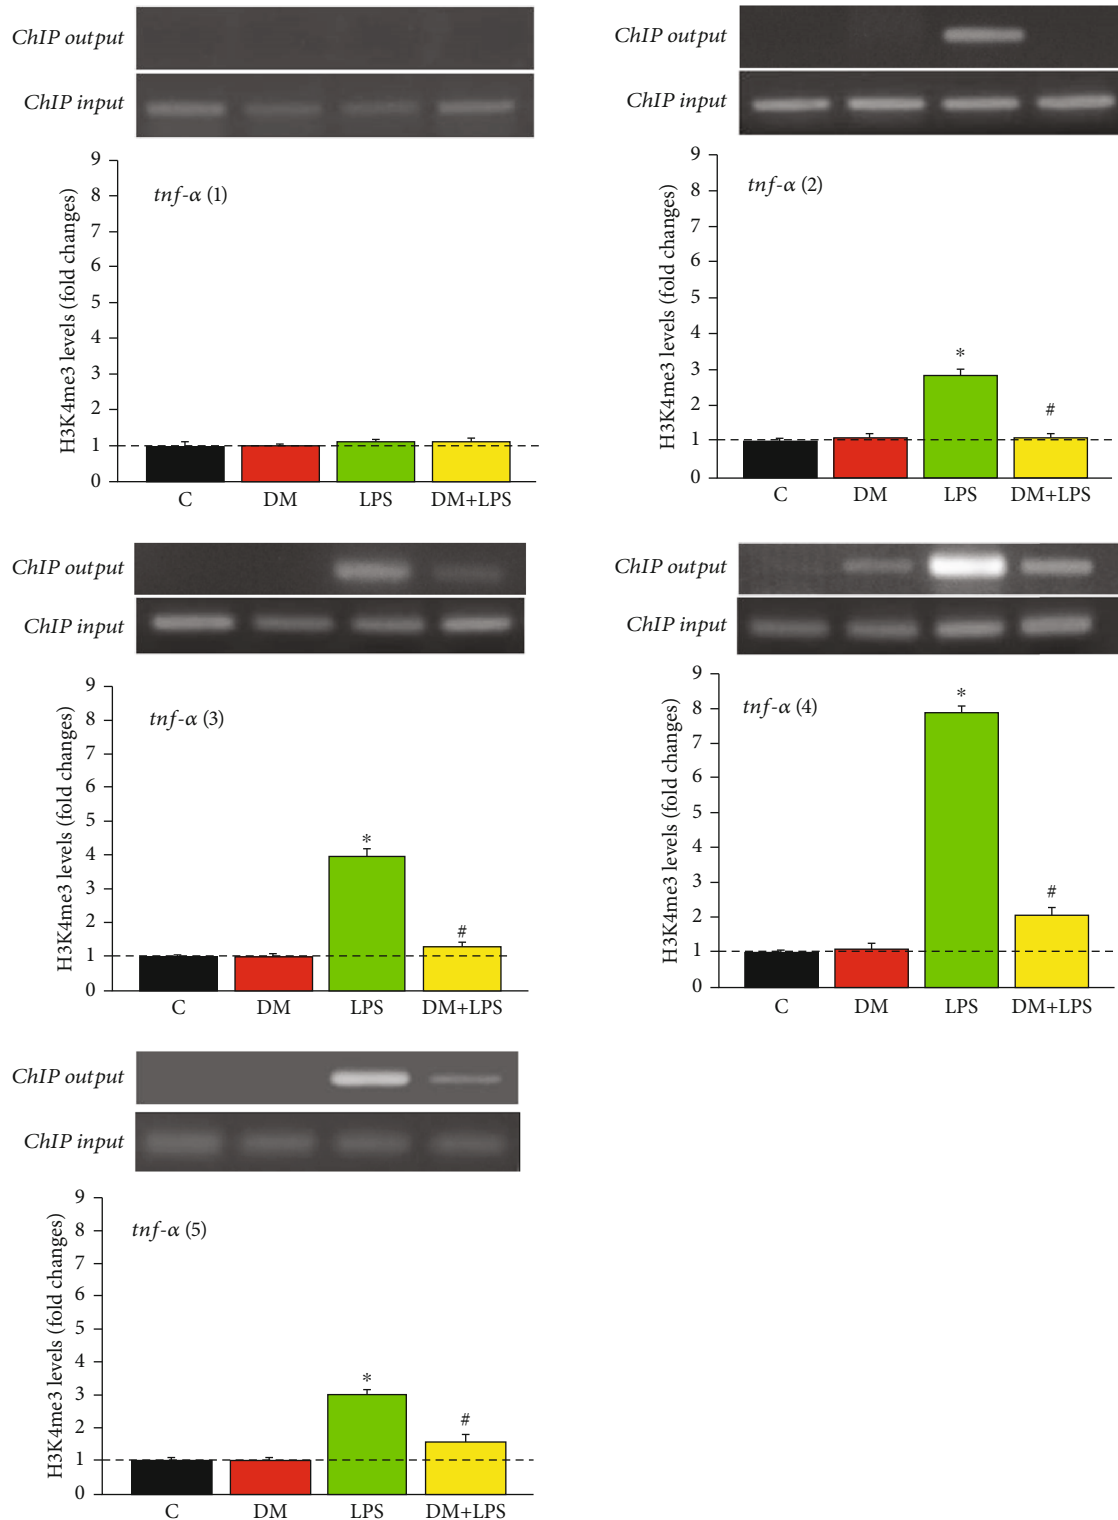 ChIP output
ChIP input
9
8
7
6
5
4
3
2
1
0
H3K4me3 levels (fold changes)
tnf-α (1)
C DM LPS DM+LPS
ChIP output
ChIP input
9
8
7
6
5
4
3
2
1
0
H3K4me3 levels (fold changes)
tnf-α (2)
*
#
C DM LPS DM+LPS
ChIP output
ChIP input
9
8
7
6
5
4
3
2
1
0
H3K4me3 levels (fold changes)
tnf-α (3)
*
#
C DM LPS DM+LPS
ChIP output
ChIP input
9
8
7
6
5
4
3
2
1
0
H3K4me3 levels (fold changes)
tnf-α (4)
*
#
C DM LPS DM+LPS
ChIP output
ChIP input
9
8
7
6
5
4
3
2
1
0
H3K4me3 levels (fold changes)
tnf-α (5)
*
#
C DM LPS DM+LPS